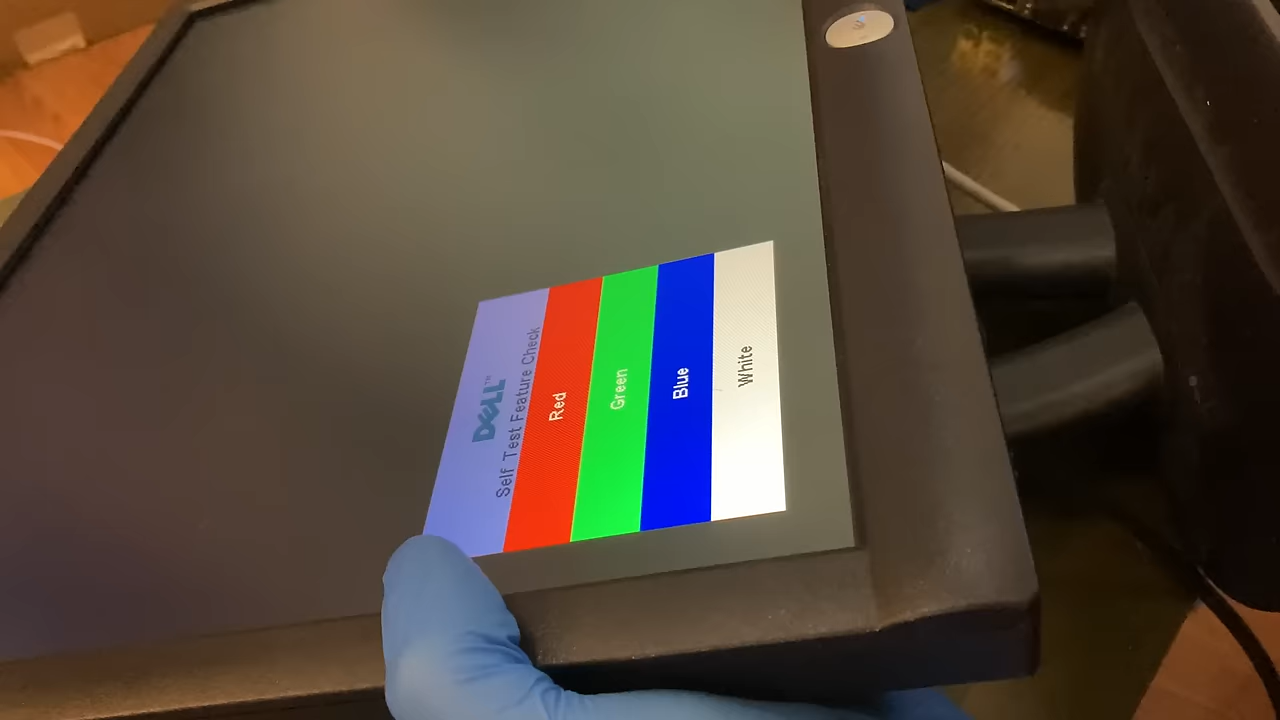 DELL™
Self Test Feature Check
Red
Green
Blue
White